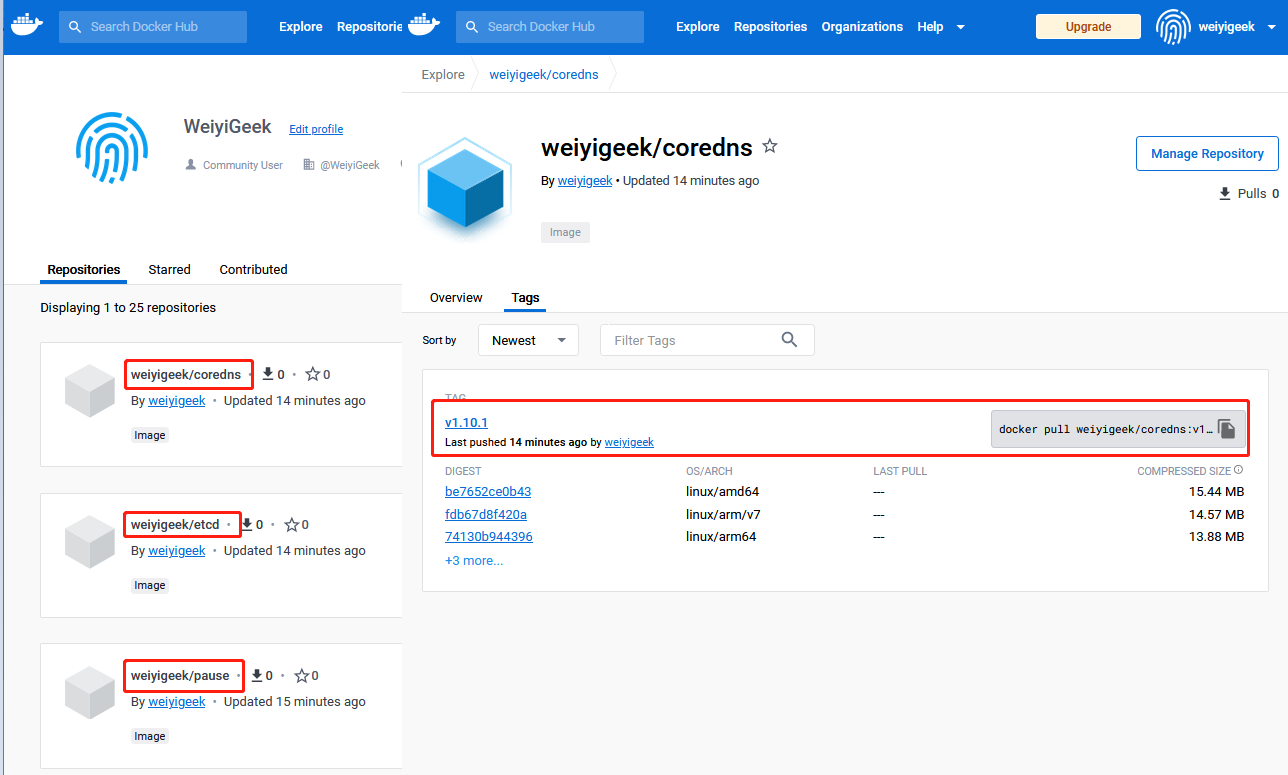 Search Docker Hub
Explore
Repositorie
WeiyiGeek
Edit profile
Community User
@WeiyiGeek
Repositories
Starred
Contributed
Displaying 1 to 25 repositories
weiyigeek/coredns • 0 • 0
By weiyigeek • Updated 14 minutes ago
Image
weiyigeek/etcd • 0 • 0
By weiyigeek • Updated 14 minutes ago
Image
weiyigeek/pause • 0 • 0
By weiyigeek • Updated 15 minutes ago
Image
Search Docker Hub
Explore
Repositories
Organizations
Help
Upgrade
weiyigeek
Explore
weiyigeek/coredns
weiyigeek/coredns
Manage Repository
By weiyigeek • Updated 14 minutes ago
Pulls 0
Image
Overview
Tags
Sort by
Newest
Filter Tags
TAG
v1.10.1
docker pull weiyigeek/coredns:v1…
Last pushed 14 minutes ago by weiyigeek
DIGEST OS/ARCH LAST PULL COMPRESSED SIZE
be7652ce0b43 linux/amd64 --- 15.44 MB
fdb67d8f420a linux/arm/v7 --- 14.57 MB
74130b944396 linux/arm64 --- 13.88 MB
+3 more...